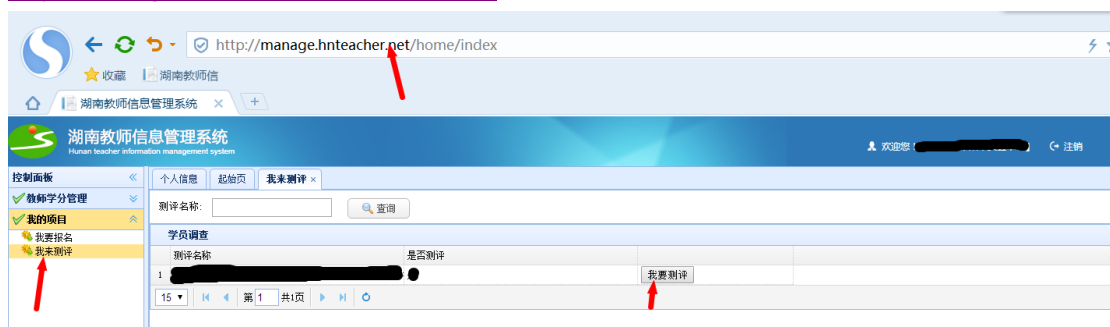 http://manage.hnteacher.net/home/index
收藏 湖南教师信
湖南教师信息管理系统 × +
湖南教师信息管理系统
Hunan teacher information management system
欢迎您 注销
控制面板
个人信息 起始页 我来测评 ×
教师学分管理
测评名称: 查询
我的项目
学员调查
我要报名
我来测评
测评名称 是否测评
1 我要测评
15 第 1 共1页